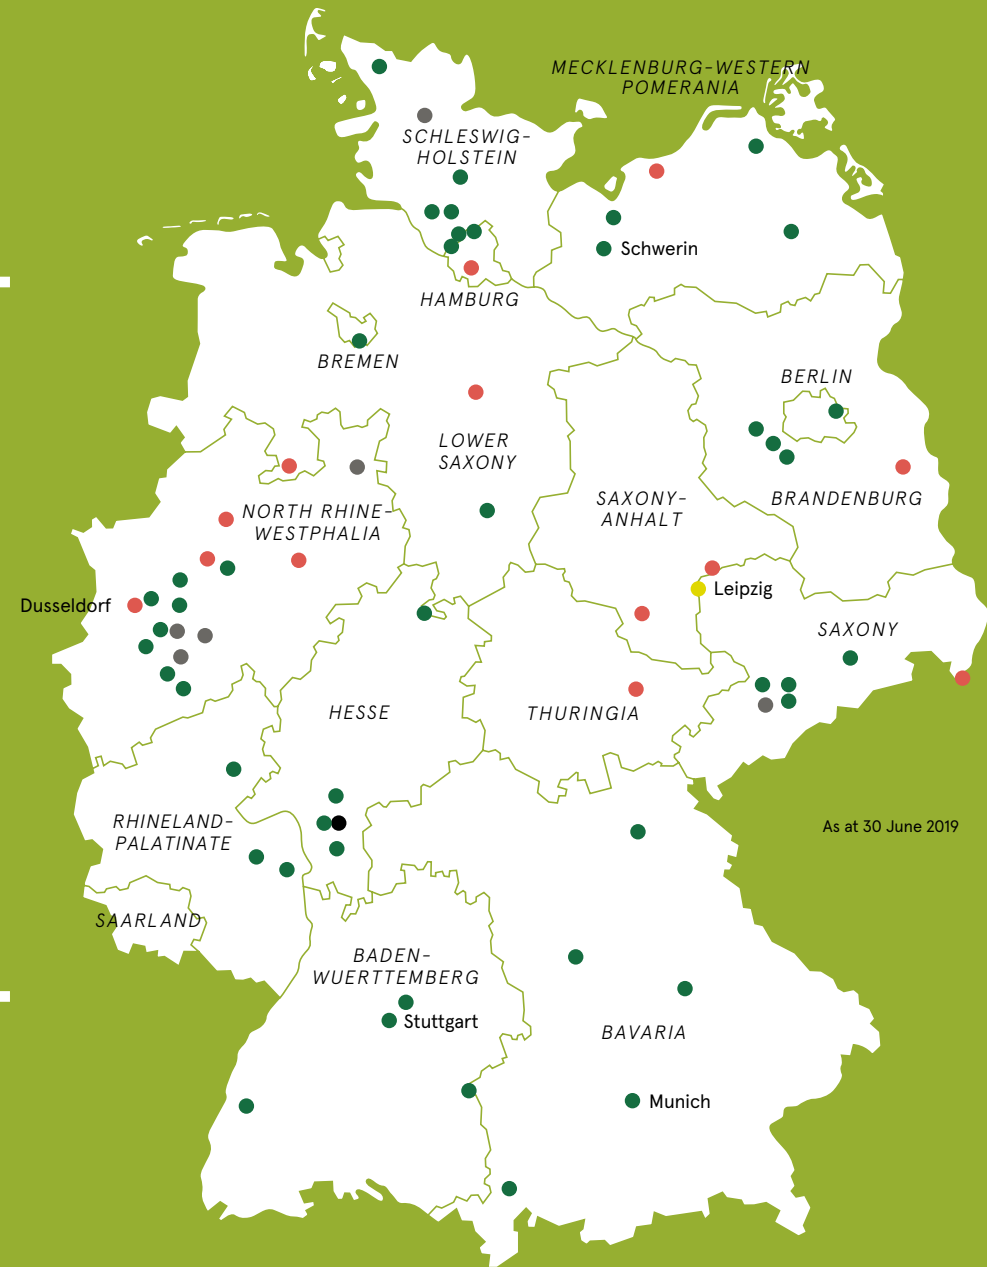 MECKLENBURG-WESTERN
POMERANIA
SCHLESWIG-
HOLSTEIN
Schwerin
HAMBURG
BREMEN
BERLIN
LOWER
SAXONY
SAXONY-
ANHALT
BRANDENBURG
NORTH RHINE-
WESTPHALIA
Leipzig
Dusseldorf
SAXONY
HESSE
THURINGIA
RHINELAND-
PALATINATE
As at 30 June 2019
SAARLAND
BADEN-
WUERTTEMBERG
Stuttgart
BAVARIA
Munich